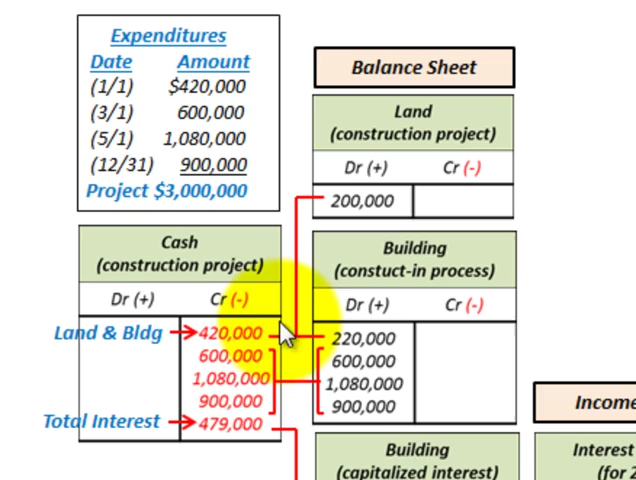 Expenditures
Date Amount
(1/1) $420,000
(3/1) 600,000
(5/1) 1,080,000
(12/31) 900,000
Project $3,000,000
Balance Sheet
Land
(construction project)
Dr (+) Cr (-)
200,000
Cash
(construction project)
Dr (+) Cr (-)
Land & Bldg 420,000
600,000
1,080,000
900,000
Total Interest 479,000
Building
(constuct-in process)
Dr (+) Cr (-)
220,000
600,000
1,080,000
900,000
Building
(capitalized interest)
Income
Interest
(for 2